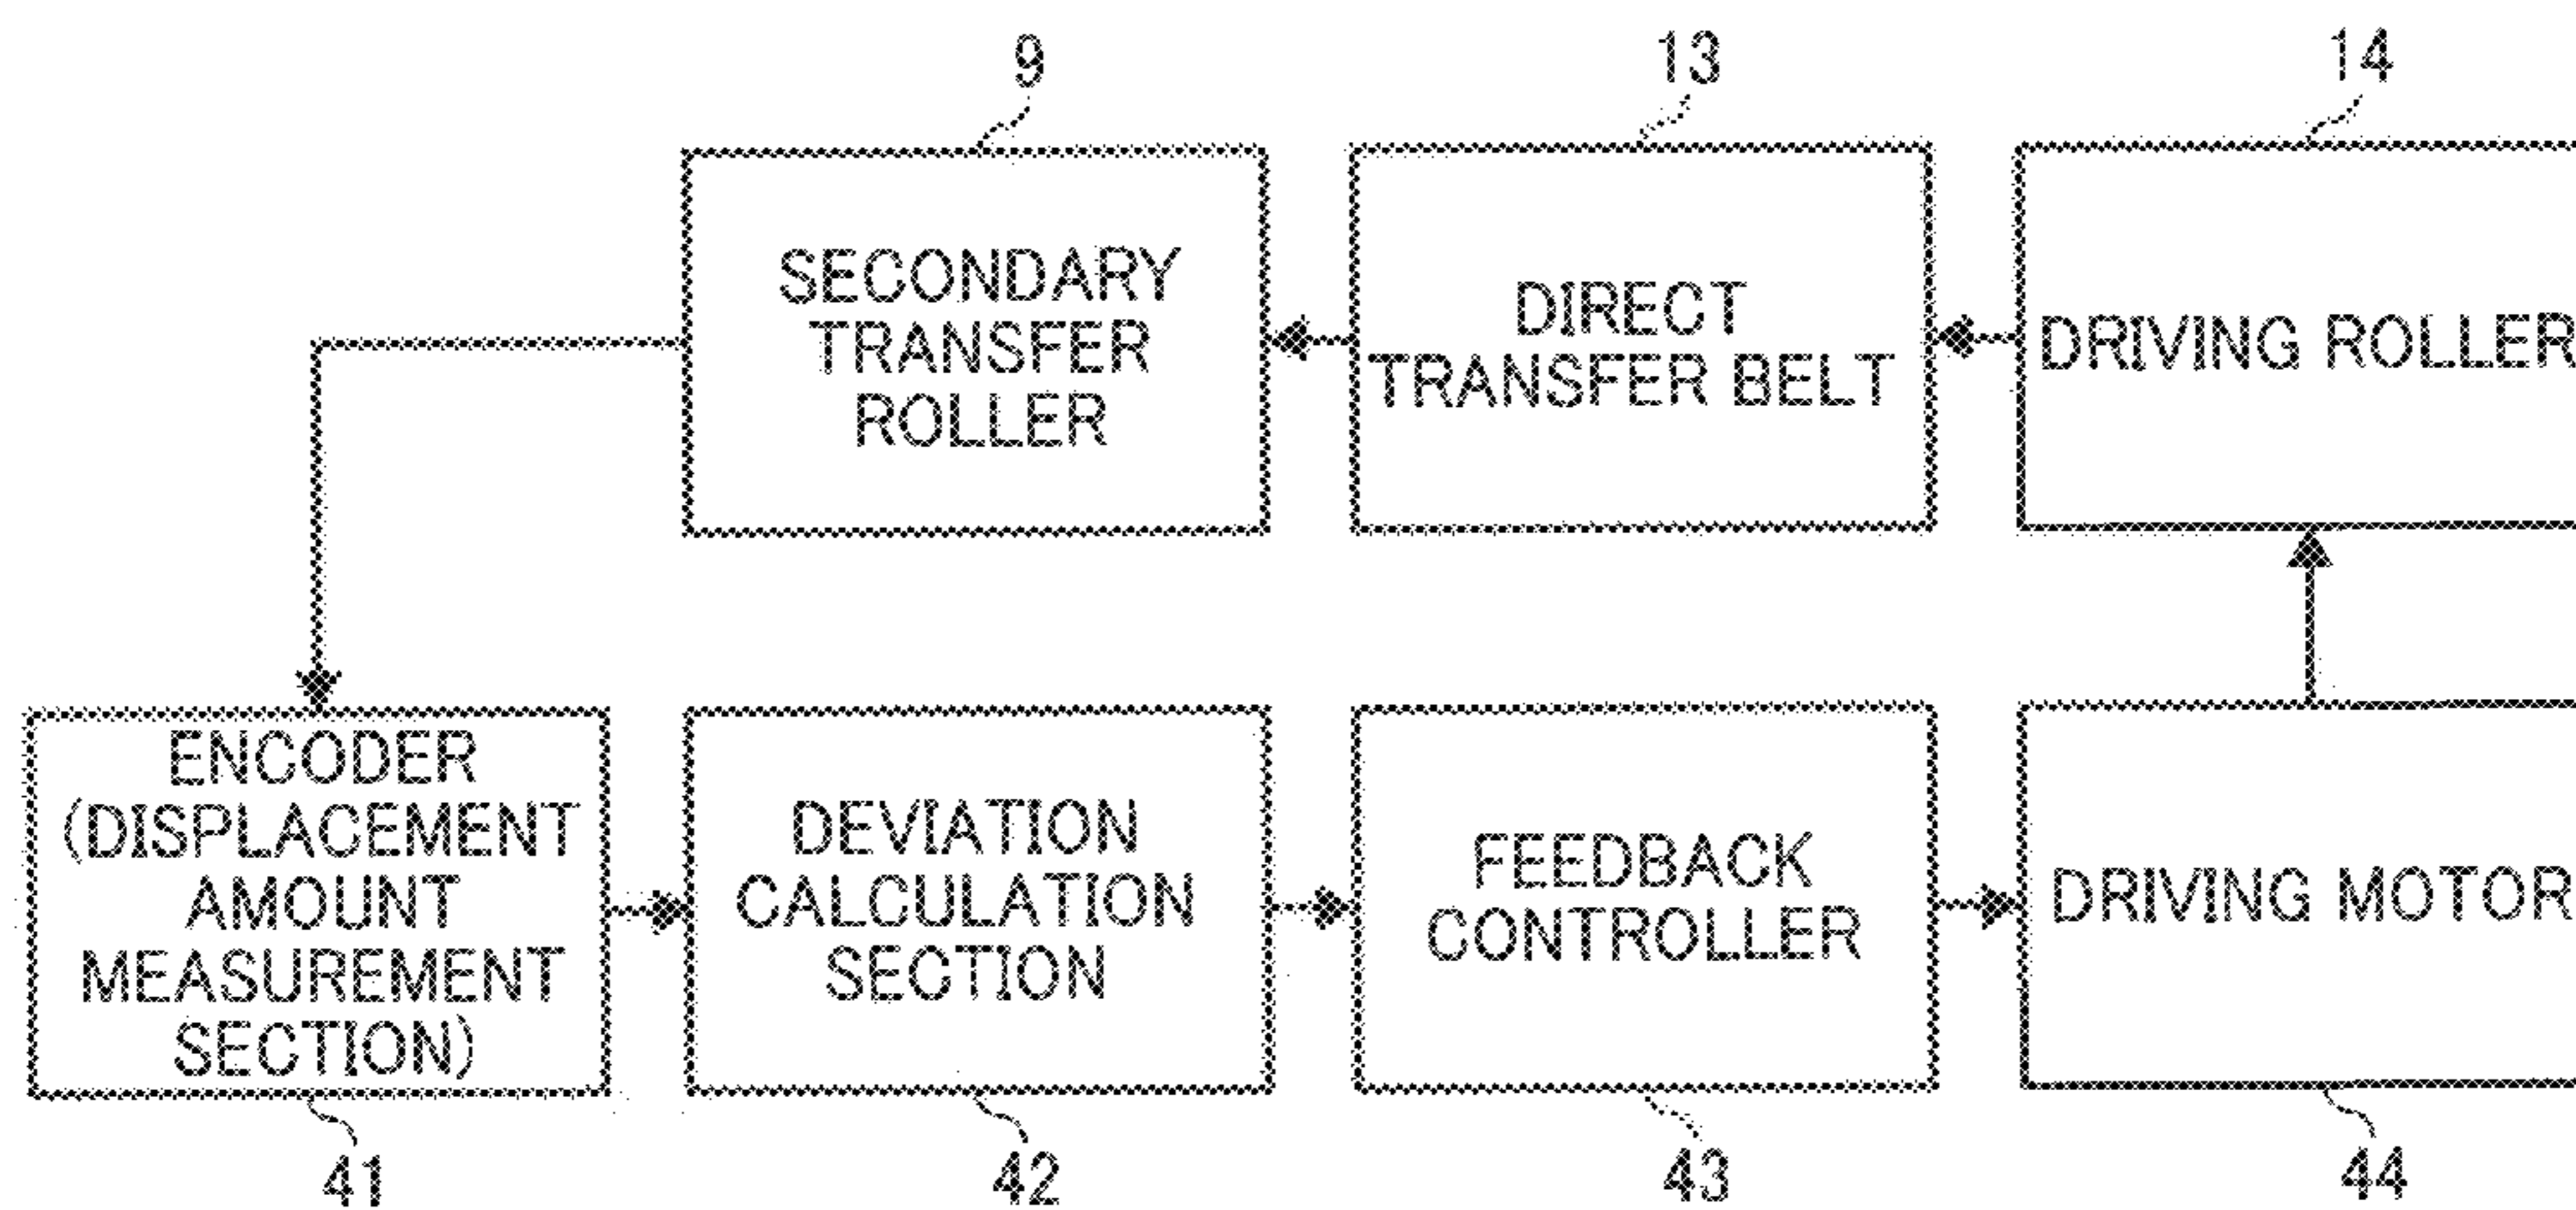 9
13
14
SECONDARY
TRANSFER
ROLLER
DIRECT
TRANSFER BELT
DRIVING ROLLER
ENCODER
(DISPLACEMENT
AMOUNT
MEASUREMENT
SECTION)
DEVIATION
CALCULATION
SECTION
FEEDBACK
CONTROLLER
DRIVING MOTOR
41
42
43
44